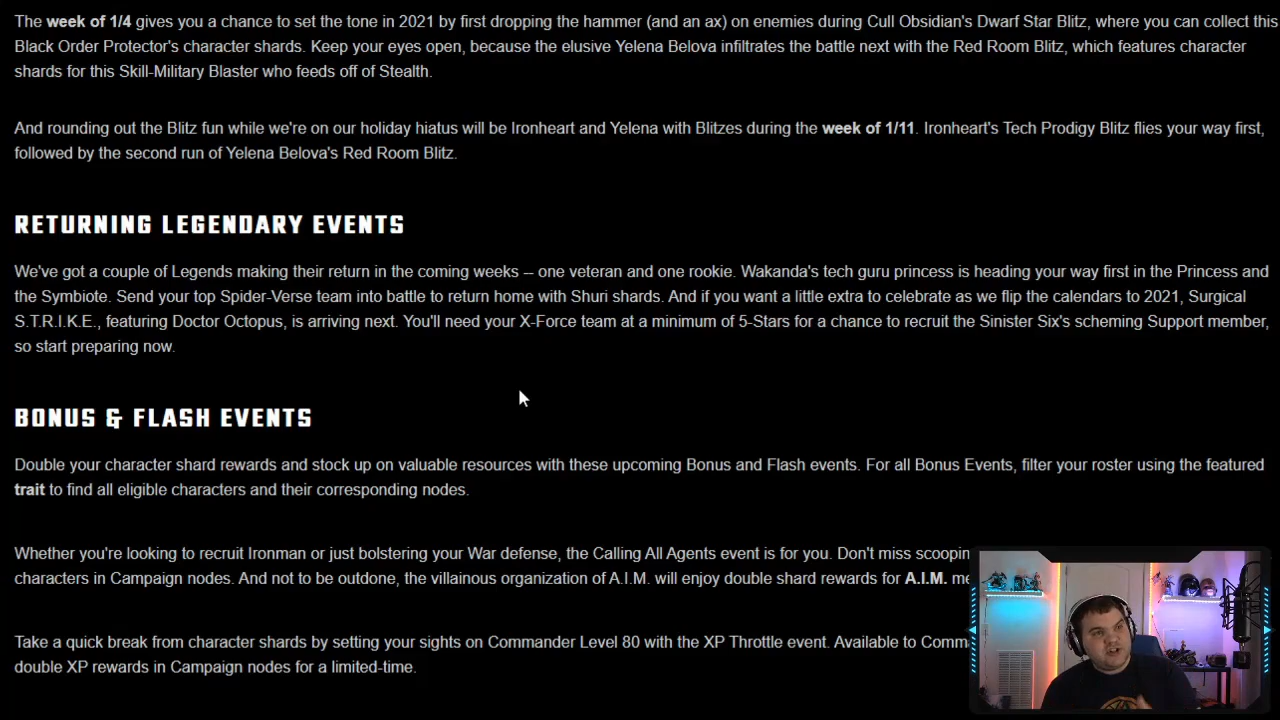 The week of 1/4 gives you a chance to set the tone in 2021 by first dropping the hammer (and an ax) on enemies during Cull Obsidian's Dwarf Star Blitz, where you can collect this
Black Order Protector's character shards. Keep your eyes open, because the elusive Yelena Belova infiltrates the battle next with the Red Room Blitz, which features character
shards for this Skill-Military Blaster who feeds off of Stealth.
And rounding out the Blitz fun while we're on our holiday hiatus will be Ironheart and Yelena with Blitzes during the week of 1/11. Ironheart's Tech Prodigy Blitz flies your way first,
followed by the second run of Yelena Belova's Red Room Blitz.
RETURNING LEGENDARY EVENTS
We've got a couple of Legends making their return in the coming weeks -- one veteran and one rookie. Wakanda's tech guru princess is heading your way first in the Princess and
the Symbiote. Send your top Spider-Verse team into battle to return home with Shuri shards. And if you want a little extra to celebrate as we flip the calendars to 2021, Surgical
S.T.R.I.K.E., featuring Doctor Octopus, is arriving next. You'll need your X-Force team at a minimum of 5-Stars for a chance to recruit the Sinister Six's scheming Support member,
so start preparing now.
BONUS & FLASH EVENTS
Double your character shard rewards and stock up on valuable resources with these upcoming Bonus and Flash events. For all Bonus Events, filter your roster using the featured
trait to find all eligible characters and their corresponding nodes.
Whether you're looking to recruit Ironman or just bolstering your War defense, the Calling All Agents event is for you. Don't miss
characters in Campaign nodes. And not to be outdone, the villainous organization of A.I.M. will enjoy double shard rewards for A.I.M.
Take a quick break from character shards by setting your sights on Commander Level 80 with the XP Throttle event. Available to
double XP rewards in Campaign nodes for a limited-time.